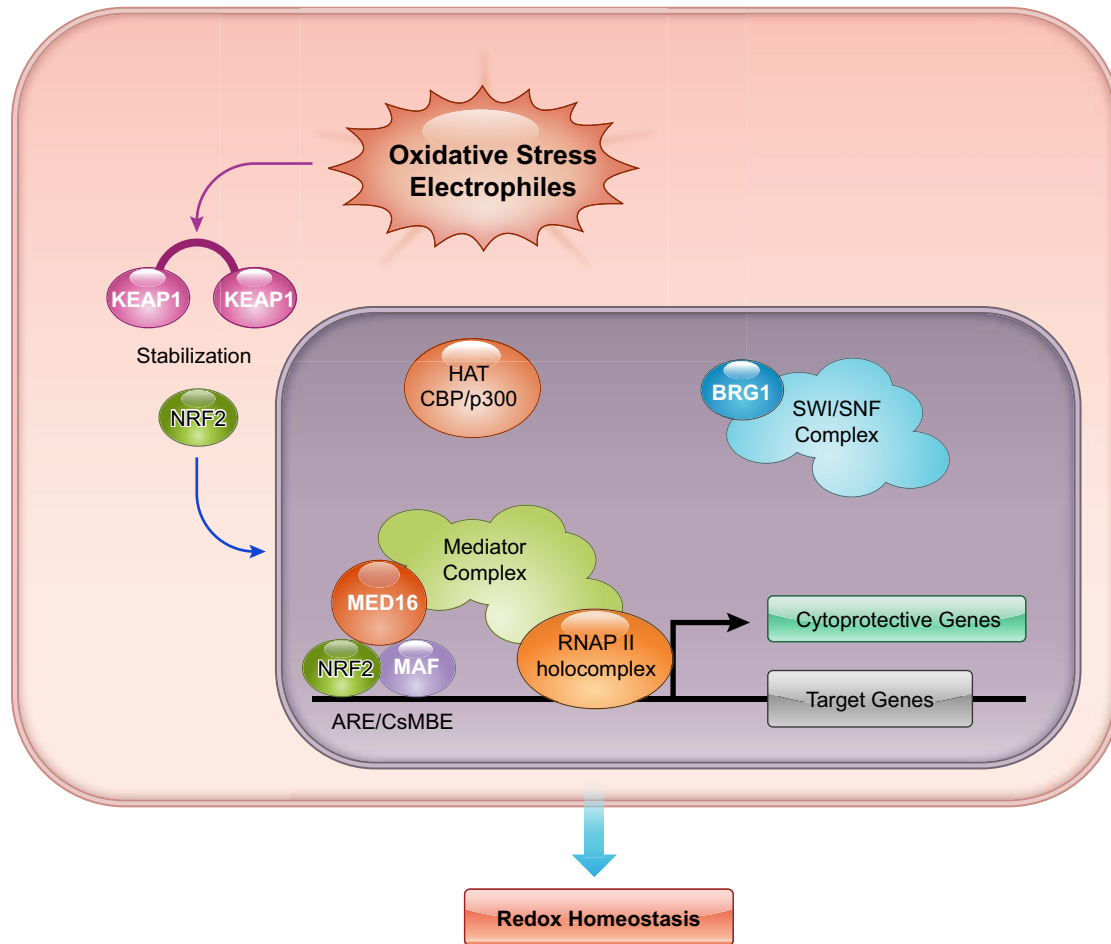 Oxidative Stress
Electrophiles
KEAP1
KEAP1
Stabilization
NRF2
HAT
CBP/p300
BRG1
SWI/SNF
Complex
Mediator
Complex
MED16
NRF2
MAF
RNAP II
holocomplex
Cytoprotective Genes
Target Genes
ARE/CsMBE
Redox Homeostasis